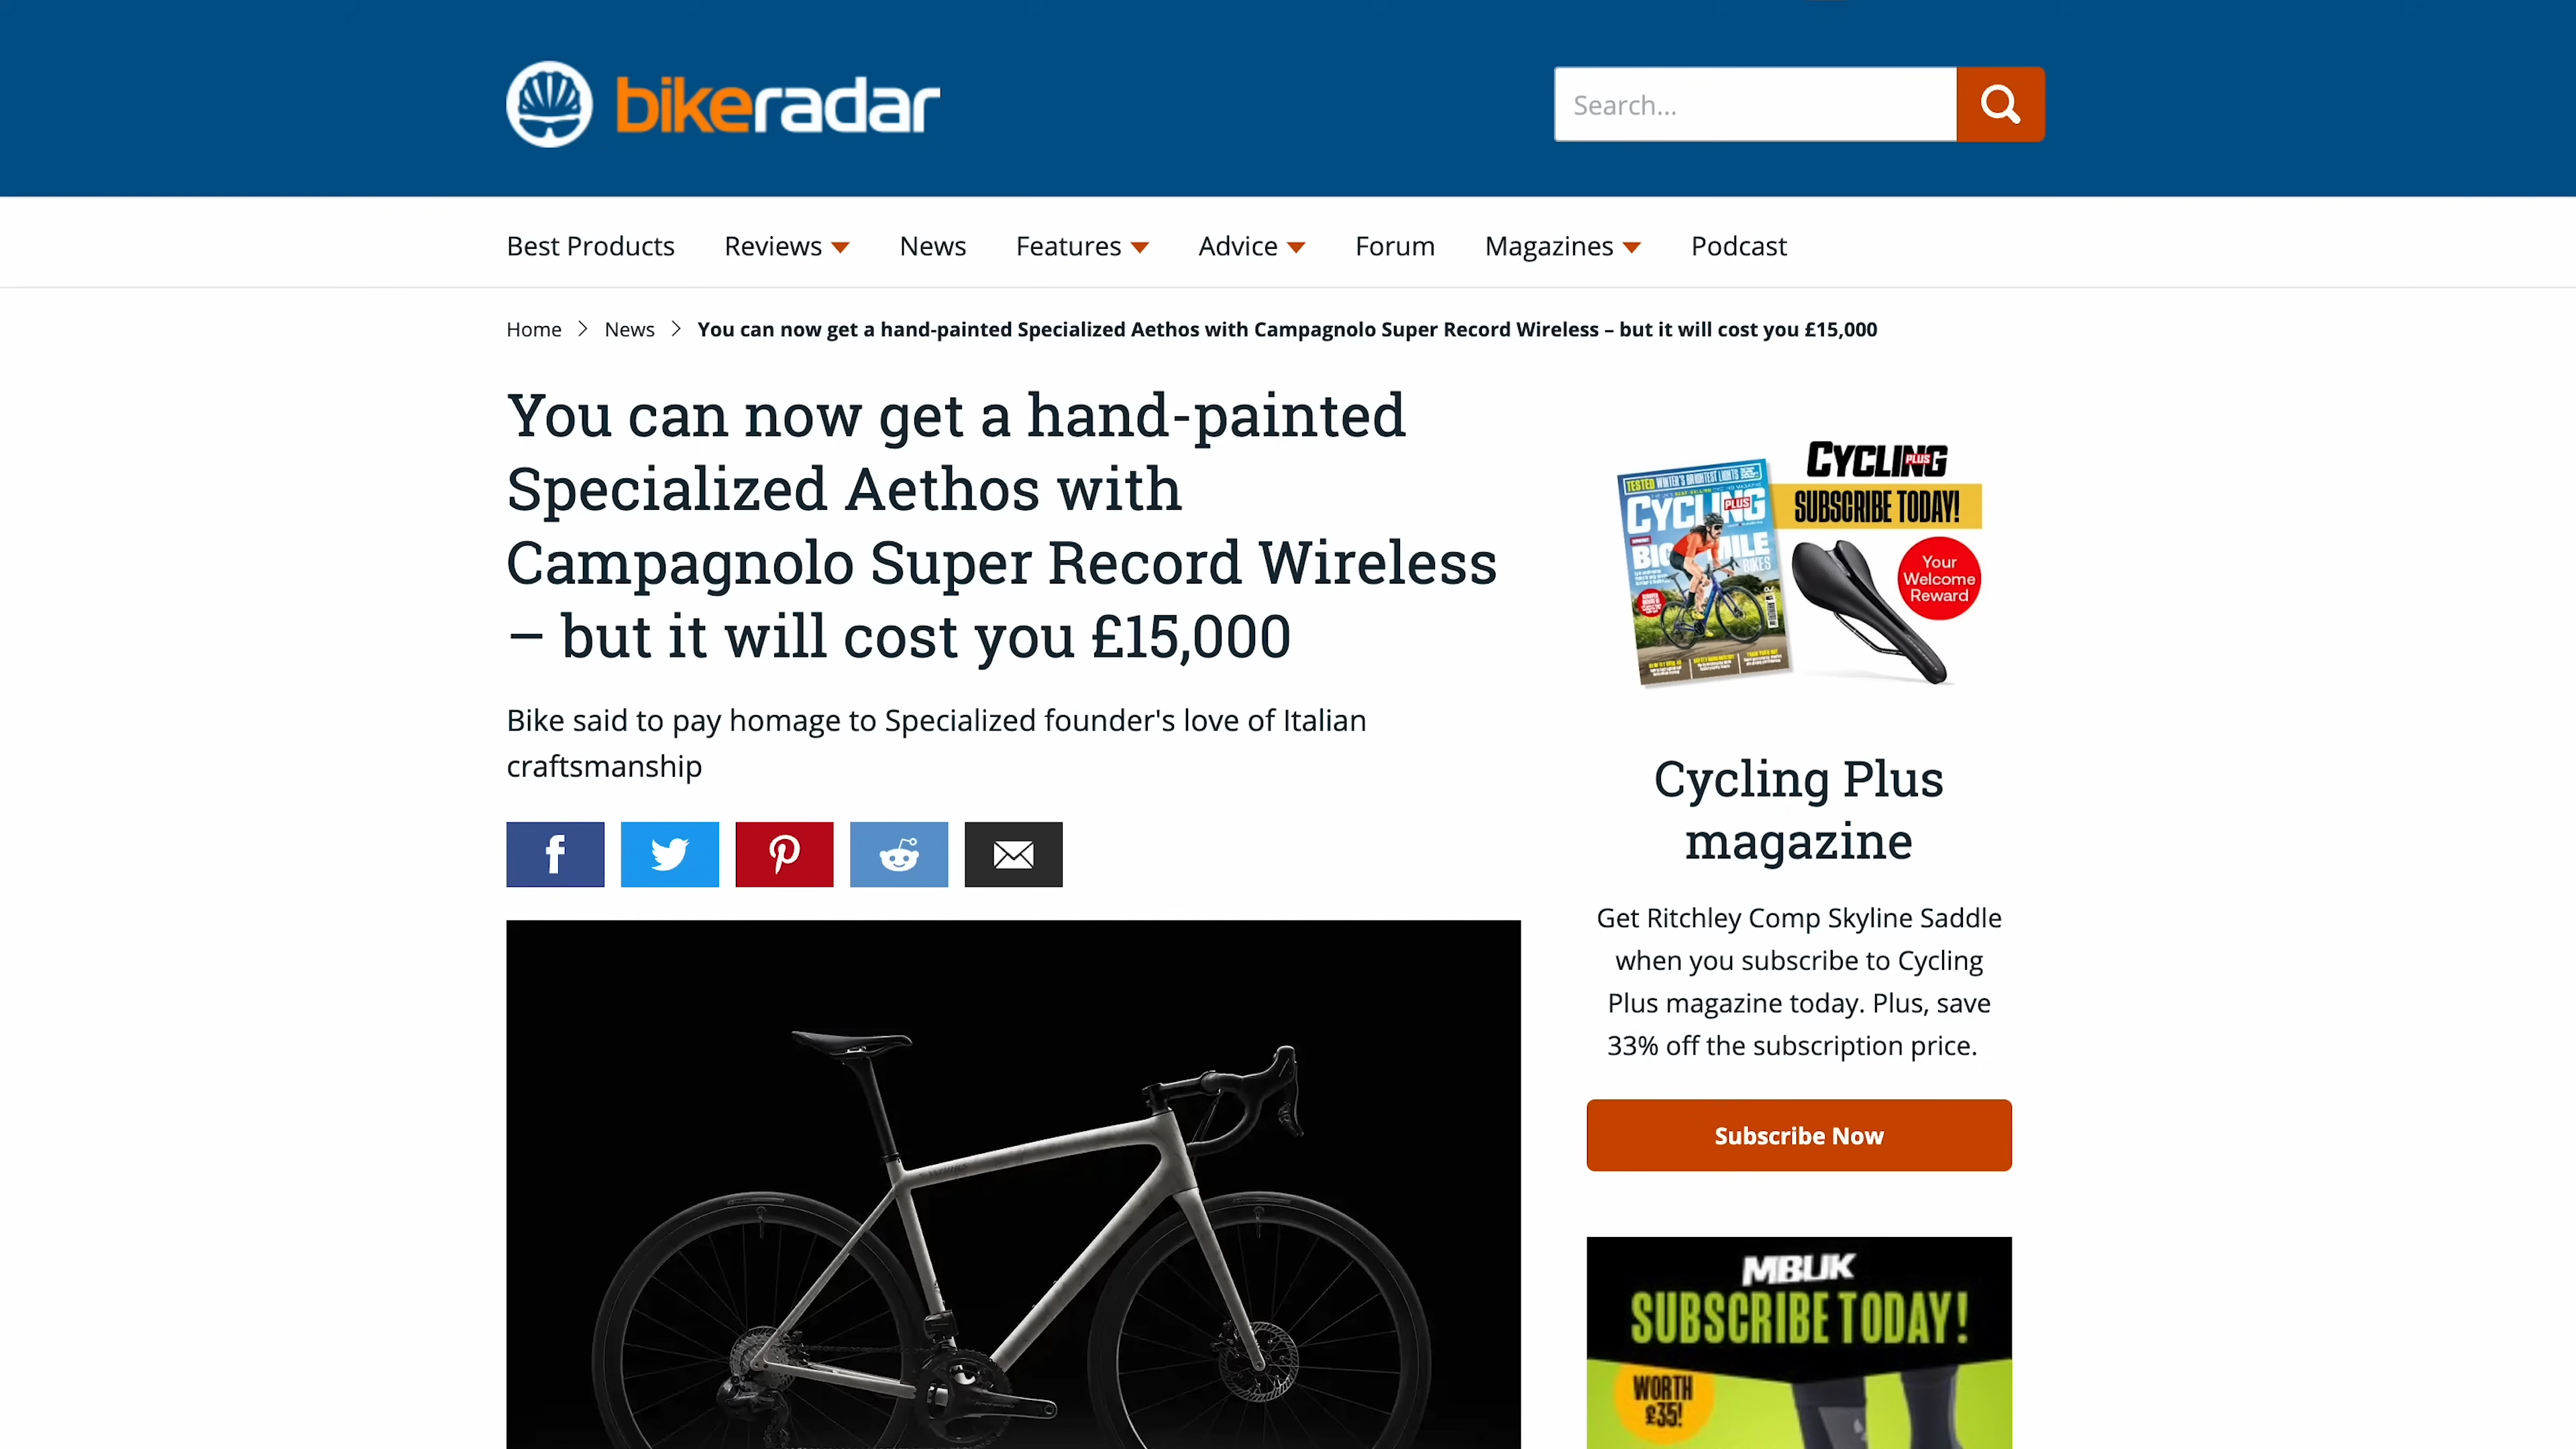 bikeradar
Search...
Best Products Reviews News Features Advice Forum Magazines Podcast
Home > News > You can now get a hand-painted Specialized Aethos with Campagnolo Super Record Wireless – but it will cost you £15,000
You can now get a hand-painted
Specialized Aethos with
Campagnolo Super Record Wireless
– but it will cost you £15,000
Bike said to pay homage to Specialized founder's love of Italian
craftsmanship
CYCLING
PLUS
SUBSCRIBE TODAY!
Your
Welcome
Reward
TESTED WINTER'S BRIGHTEST LIGHTS
CYCLING
PLUS
BIG MILE
BIKES
Cycling Plus
magazine
Get Ritchley Comp Skyline Saddle
when you subscribe to Cycling
Plus magazine today. Plus, save
33% off the subscription price.
Subscribe Now
MBUK
SUBSCRIBE TODAY!
WORTH
£35!